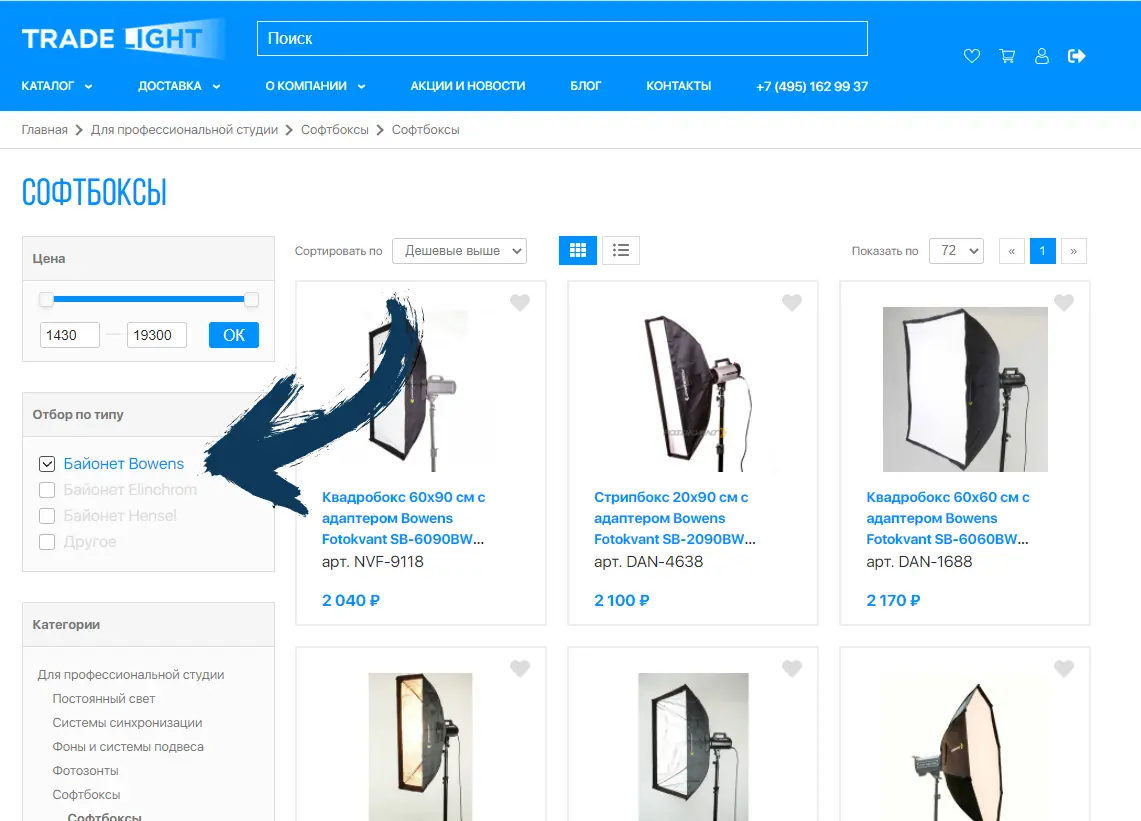 TRADE LIGHT
Поиск
КАТАЛОГ
ДОСТАВКА
О КОМПАНИИ
АКЦИИ И НОВОСТИ
БЛОГ
КОНТАКТЫ
+7 (495) 162 99 37
Главная > Для профессиональной студии > Софтбоксы > Софтбоксы
СОФТБОКСЫ
Цена
1430 — 19300 ОК
Отбор по типу
Байонет Bowens
Байонет Elinchrom
Байонет Hensel
Другое
Категории
Для профессиональной студии
Постоянный свет
Системы синхронизации
Фоны и системы подвеса
Фотозонты
Софтбоксы
Софтбоксы
Сортировать по Дешевые выше
Показать по 72 « 1 »
Квадробокс 60x90 см с
адаптером Bowens
Fotokvant SB-6090BW...
арт. NVF-9118
2 040 ₽
Стрипбокс 20x90 см с
адаптером Bowens
Fotokvant SB-2090BW...
арт. DAN-4638
2 100 ₽
Квадробокс 60x60 см с
адаптером Bowens
Fotokvant SB-6060BW...
арт. DAN-1688
2 170 ₽